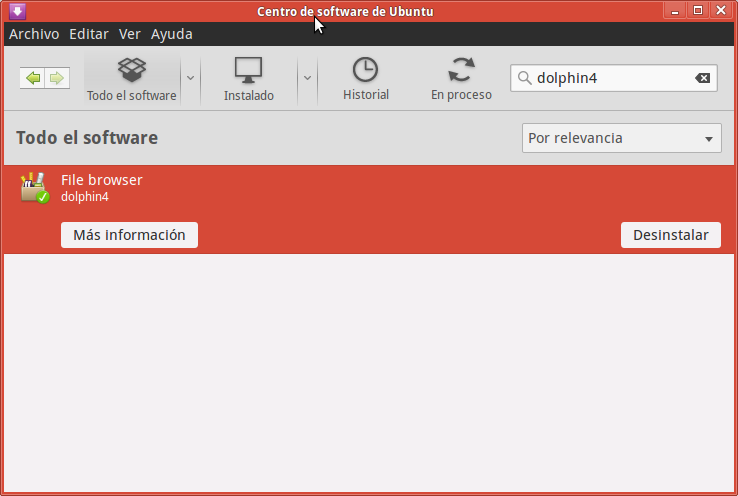 Centro de software de Ubuntu
Archivo Editar Ver Ayuda
Todo el software Instalado Historial En proceso dolphin4
Todo el software Por relevancia
File browser
dolphin4
Más información Desinstalar